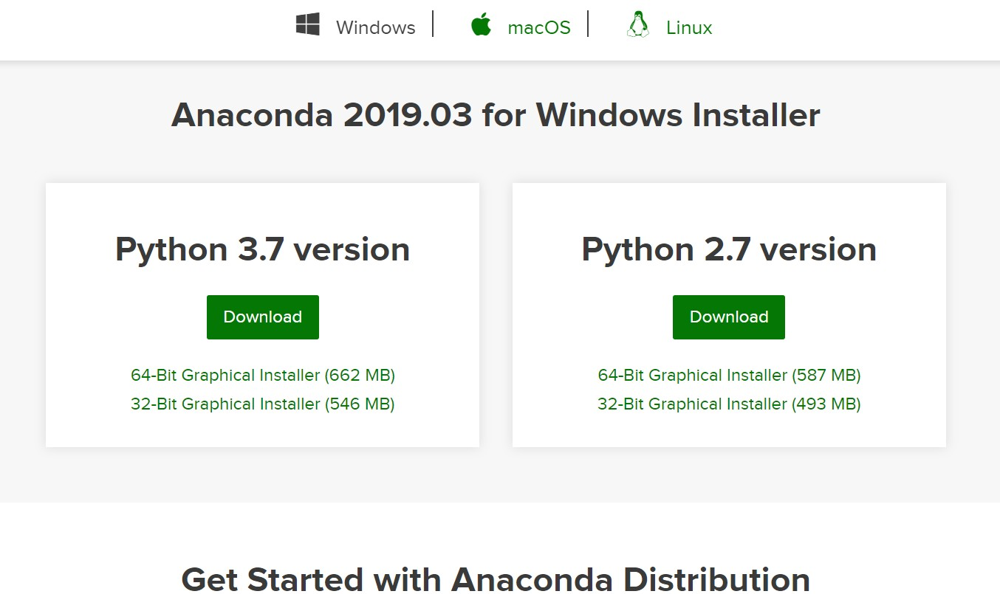 Windows
macOS
Linux
Anaconda 2019.03 for Windows Installer
Python 3.7 version
Download
64-Bit Graphical Installer (662 MB)
32-Bit Graphical Installer (546 MB)
Python 2.7 version
Download
64-Bit Graphical Installer (587 MB)
32-Bit Graphical Installer (493 MB)
Get Started with Anaconda Distribution